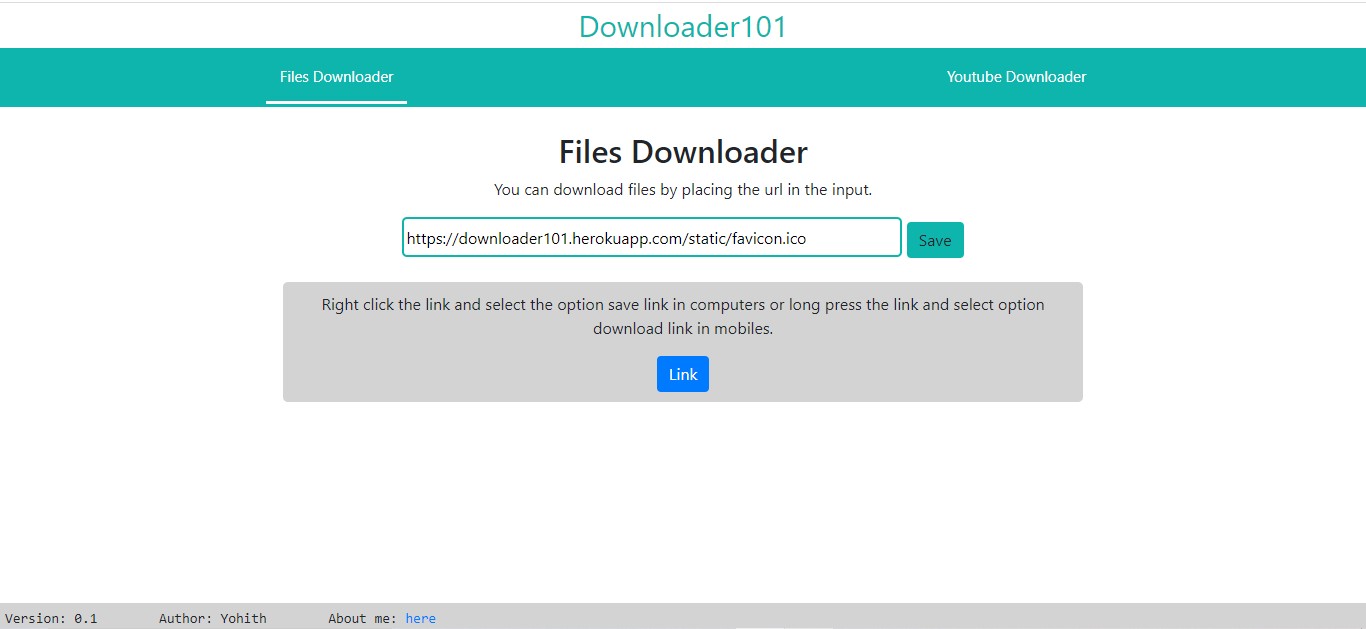 Downloader101
Files Downloader
Youtube Downloader
Files Downloader
You can download files by placing the url in the input.
https://downloader101.herokuapp.com/static/favicon.ico
Save
Right click the link and select the option save link in computers or long press the link and select option
download link in mobiles.
Link
Version: 0.1 Author: Yohith About me: here